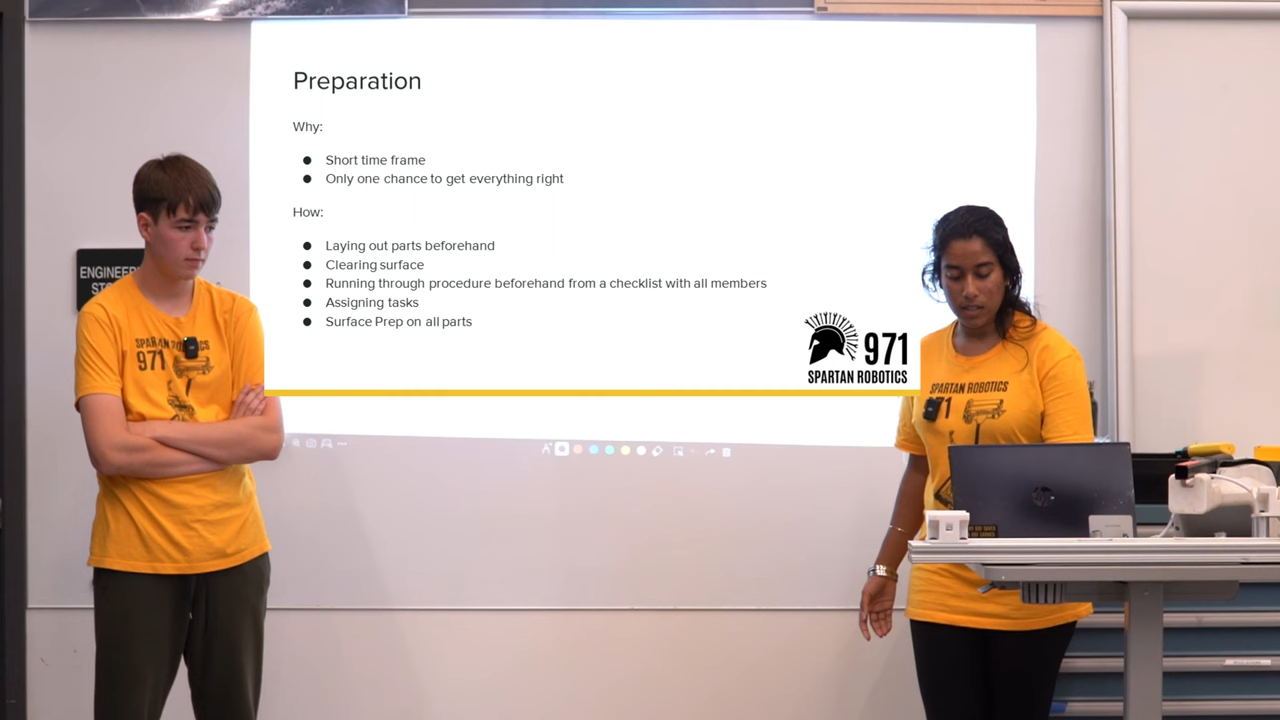 Preparation
Why:
● Short time frame
● Only one chance to get everything right
How:
● Laying out parts beforehand
● Clearing surface
● Running through procedure beforehand from a checklist with all members
● Assigning tasks
● Surface Prep on all parts
971
SPARTAN ROBOTICS
ENGINEER
SPARTAN ROBOTICS
971
SPARTAN ROBOTICS
71